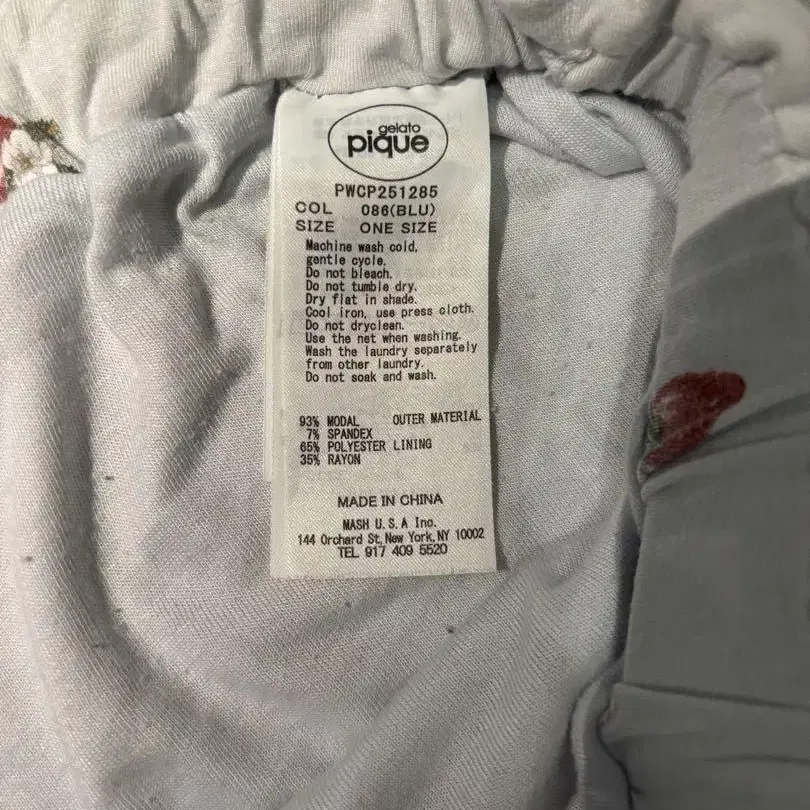 gelato
pique
PWCP251285
COL 086(BLU)
SIZE ONE SIZE
Machine wash cold,
gentle cycle.
Do not bleach.
Do not tumble dry.
Dry flat in shade.
Cool iron, use press cloth.
Do not dryclean.
Use the net when washing.
Wash the laundry separately
from other laundry.
Do not soak and wash.
93% MODAL OUTER MATERIAL
7% SPANDEX
65% POLYESTER LINING
35% RAYON
MADE IN CHINA
MASH U.S.A Inc.
144 Orchard St, New York, NY 10002
TEL 917 409 5520